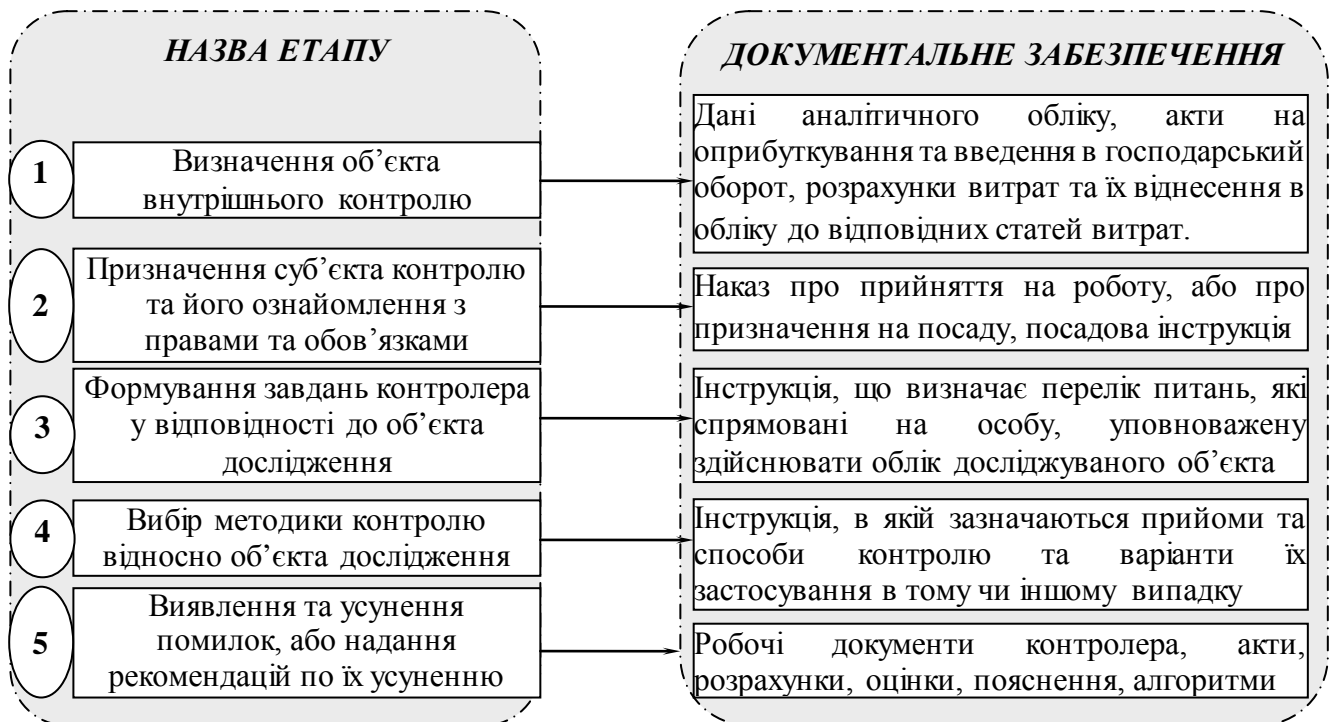 НАЗВА ЕТАПУ
1
Визначення об’єкта
внутрішнього контролю
2
Призначення суб’єкта контролю
та його ознайомлення з
правами та обов’язками
3
Формування завдань контролера
у відповідності до об’єкта
дослідження
4
Вибір методики контролю
відносно об’єкта дослідження
5
Виявлення та усунення
помилок, або надання
рекомендацій по їх усуненню
ДОКУМЕНТАЛЬНЕ ЗАБЕЗПЕЧЕННЯ
Дані аналітичного обліку, акти на
оприбуткування та введення в господарський
оборот, розрахунки витрат та їх віднесення в
обліку до відповідних статей витрат.
Наказ про прийняття на роботу, або про
призначення на посаду, посадова інструкція
Інструкція, що визначає перелік питань, які
спрямовані на особу, уповноважену
здійснювати облік досліджуваного об’єкта
Інструкція, в якій зазначаються прийоми та
способи контролю та варіанти їх
застосування в тому чи іншому випадку
Робочі документи контролера, акти,
розрахунки, оцінки, пояснення, алгоритми